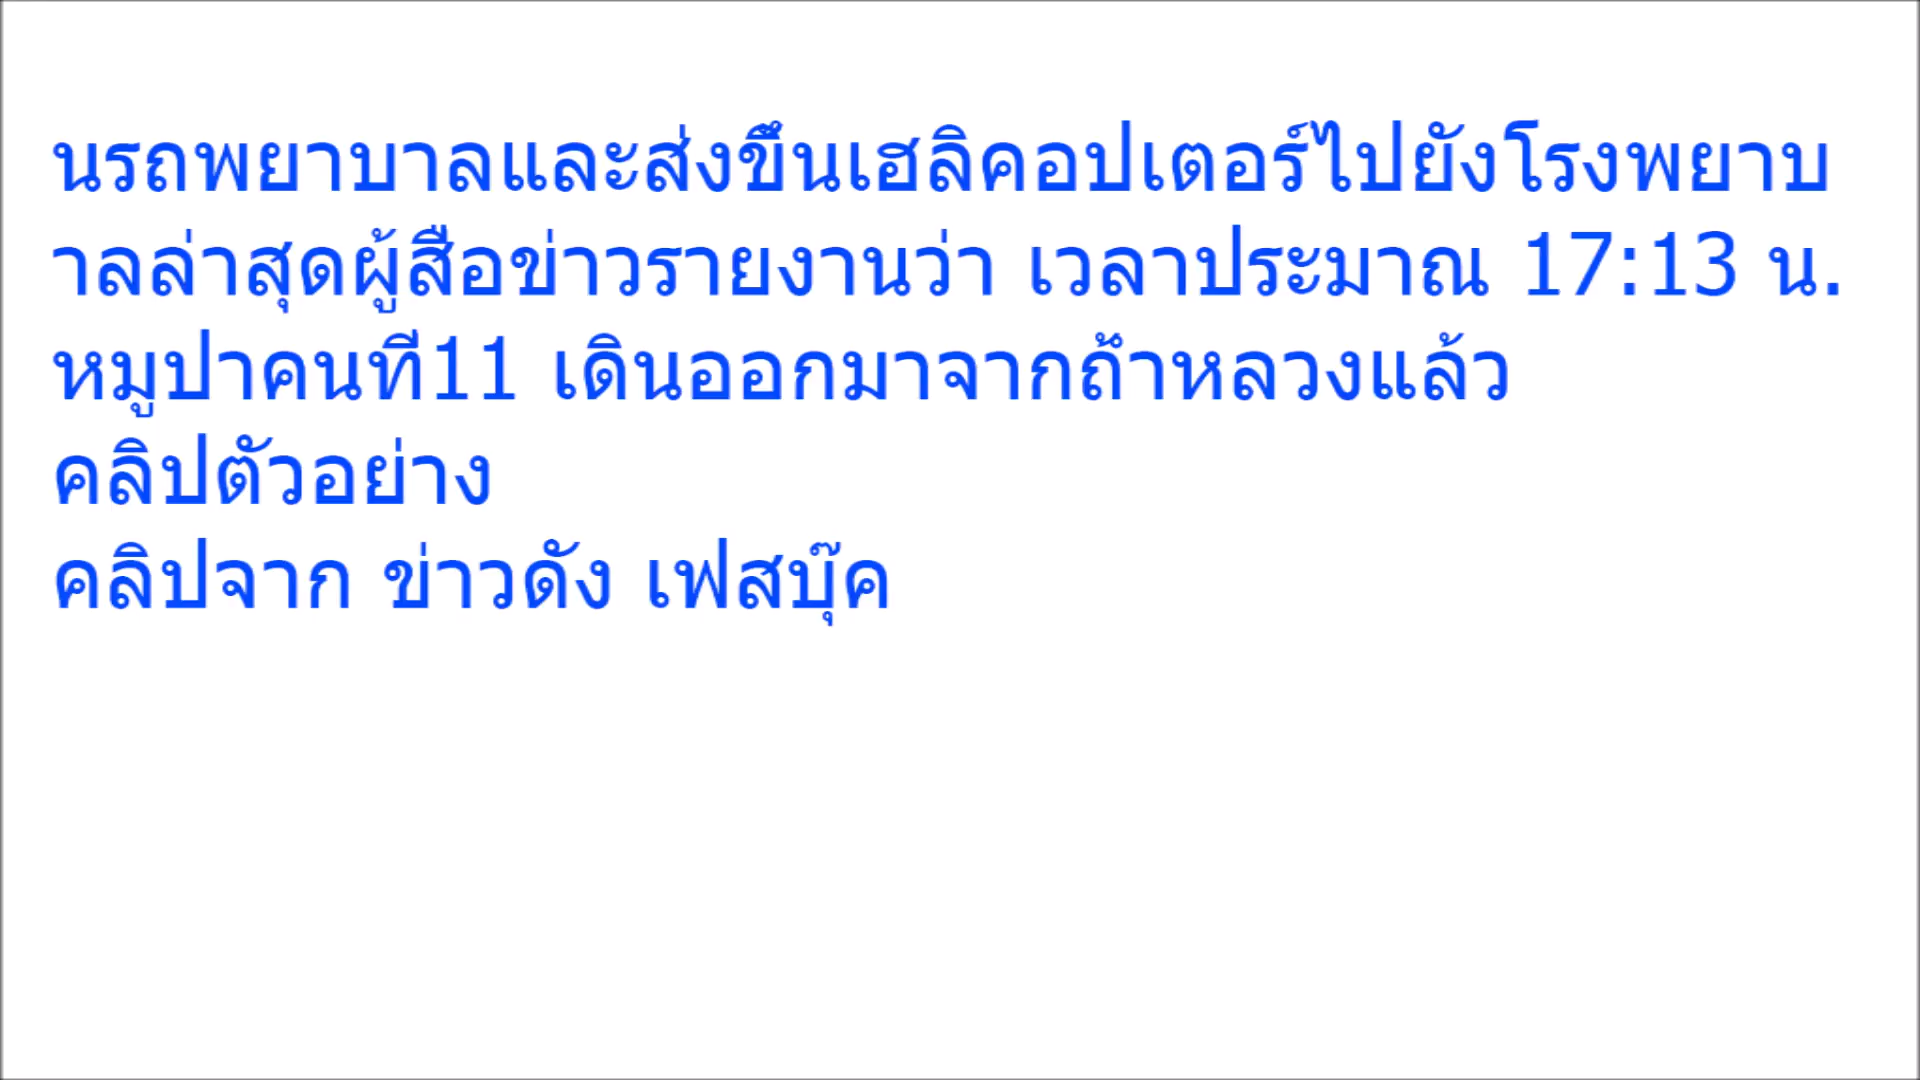 นรถพยาบาลและส่งขึ้นเฮลิคอปเตอร์ไปยังโรงพยาบ
าลล่าสุดผู้สื่อข่าวรายงานว่า เวลาประมาณ 17:13 น.
หมูป่าคนที่11 เดินออกมาจากถ้ำหลวงแล้ว
คลิปตัวอย่าง
คลิปจาก ข่าวดัง เฟสบุ๊ค